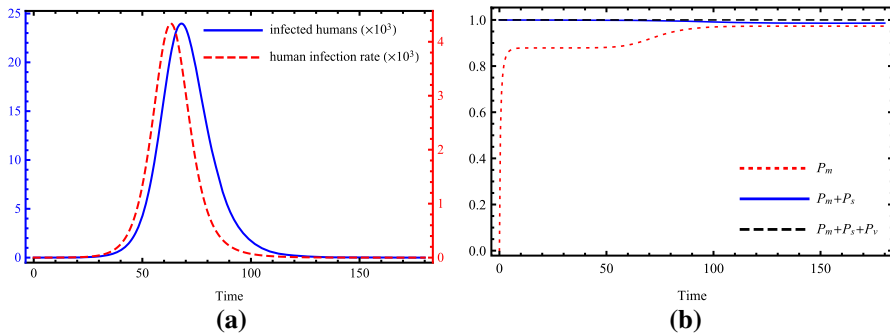 25
20
15
10
5
0
0
50
100
150
Time
4
3
2
1
0
infected humans (×10³)
human infection rate (×10³)
(a)
1.0
0.8
0.6
0.4
0.2
0.0
0
50
100
150
Time
Pₘ
Pₘ+Pₛ
Pₘ+Pₛ+Pᵥ
(b)